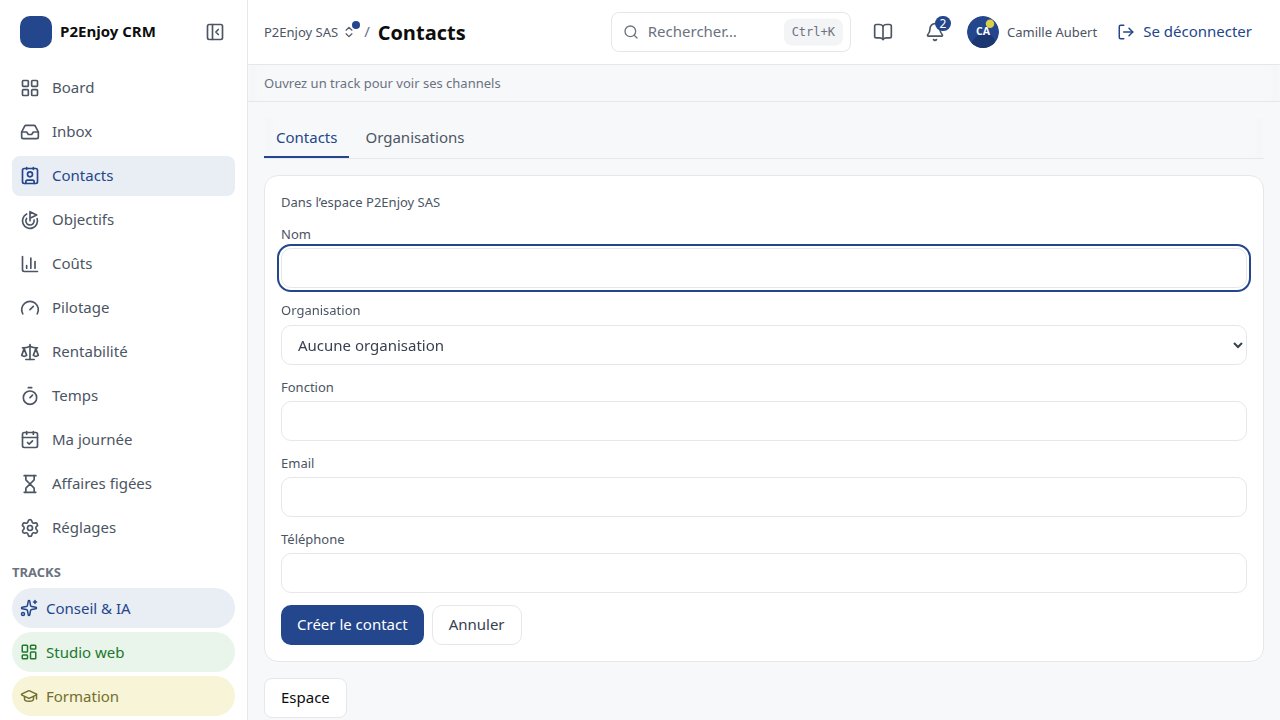 P2Enjoy CRM
P2Enjoy SAS / Contacts
Rechercher... Ctrl+K
2
CA Camille Aubert
Se déconnecter
Board
Inbox
Contacts
Objectifs
Coûts
Pilotage
Rentabilité
Temps
Ma journée
Affaires figées
Réglages
TRACKS
Conseil & IA
Studio web
Formation
Ouvrez un track pour voir ses channels
Contacts Organisations
Dans l’espace P2Enjoy SAS
Nom
Organisation
Aucune organisation
Fonction
Email
Téléphone
Créer le contact Annuler
Espace